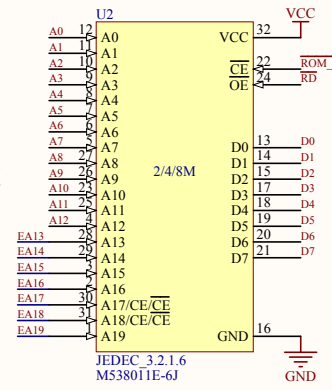 U2
VCC
A0 12 A0 VCC 32
A1 11 A1
A2 10 A2 CE 22 ROM_
A3 9 A3 OE 24 RD
A4 8 A4
A5 7 A5
A6 6 A6
A7 5 A7 D0 13 D0
A8 27 A8 D1 14 D1
A9 26 A9 2/4/8M D2 15 D2
A10 23 A10 D3 17 D3
A11 25 A11 D4 18 D4
A12 4 A12 D5 19 D5
EA13 28 A13 D6 20 D6
EA14 29 A14 D7 21 D7
EA15 3 A15
EA16 A16
EA17 30 A17/CE/CE
EA18 31 A18/CE/CE
EA19 A19 GND 16
JEDEC_3.2.1.6
M538011E-6J
GND